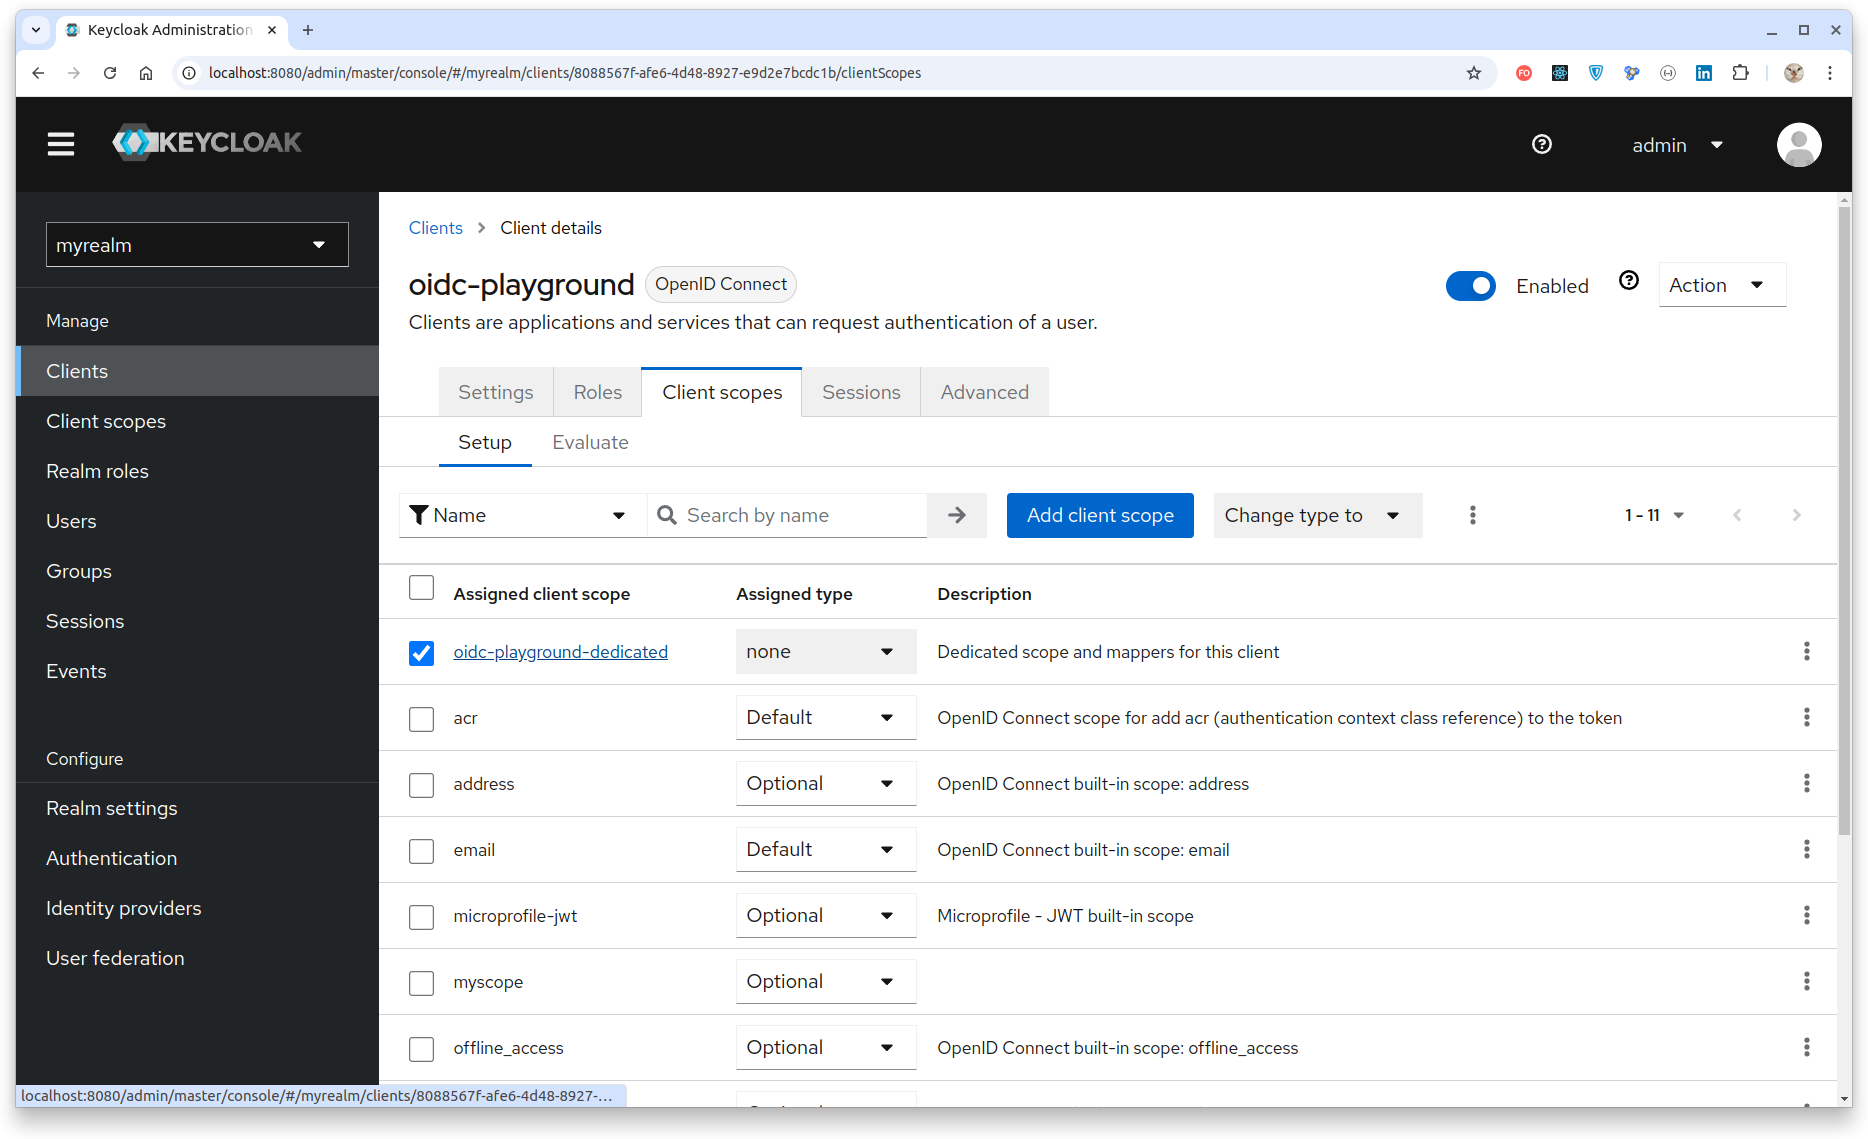 Keycloak Administration
localhost:8080/admin/master/console/#/myrealm/clients/8088567f-afe6-4d48-8927-e9d2e7bcdc1b/clientScopes
FO
in
KEYCLOAK
admin
myrealm
Manage
Clients
Client scopes
Realm roles
Users
Groups
Sessions
Events
Configure
Realm settings
Authentication
Identity providers
User federation
Clients > Client details
oidc-playground OpenID Connect
Enabled
Action
Clients are applications and services that can request authentication of a user.
Settings Roles Client scopes Sessions Advanced
Setup Evaluate
Name Search by name Add client scope Change type to 1 - 11
Assigned client scope Assigned type Description
oidc-playground-dedicated none Dedicated scope and mappers for this client
acr Default OpenID Connect scope for add acr (authentication context class reference) to the token
address Optional OpenID Connect built-in scope: address
email Default OpenID Connect built-in scope: email
microprofile-jwt Optional Microprofile - JWT built-in scope
myscope Optional
offline_access Optional OpenID Connect built-in scope: offline_access
localhost:8080/admin/master/console/#/myrealm/clients/8088567f-afe6-4d48-8927-...